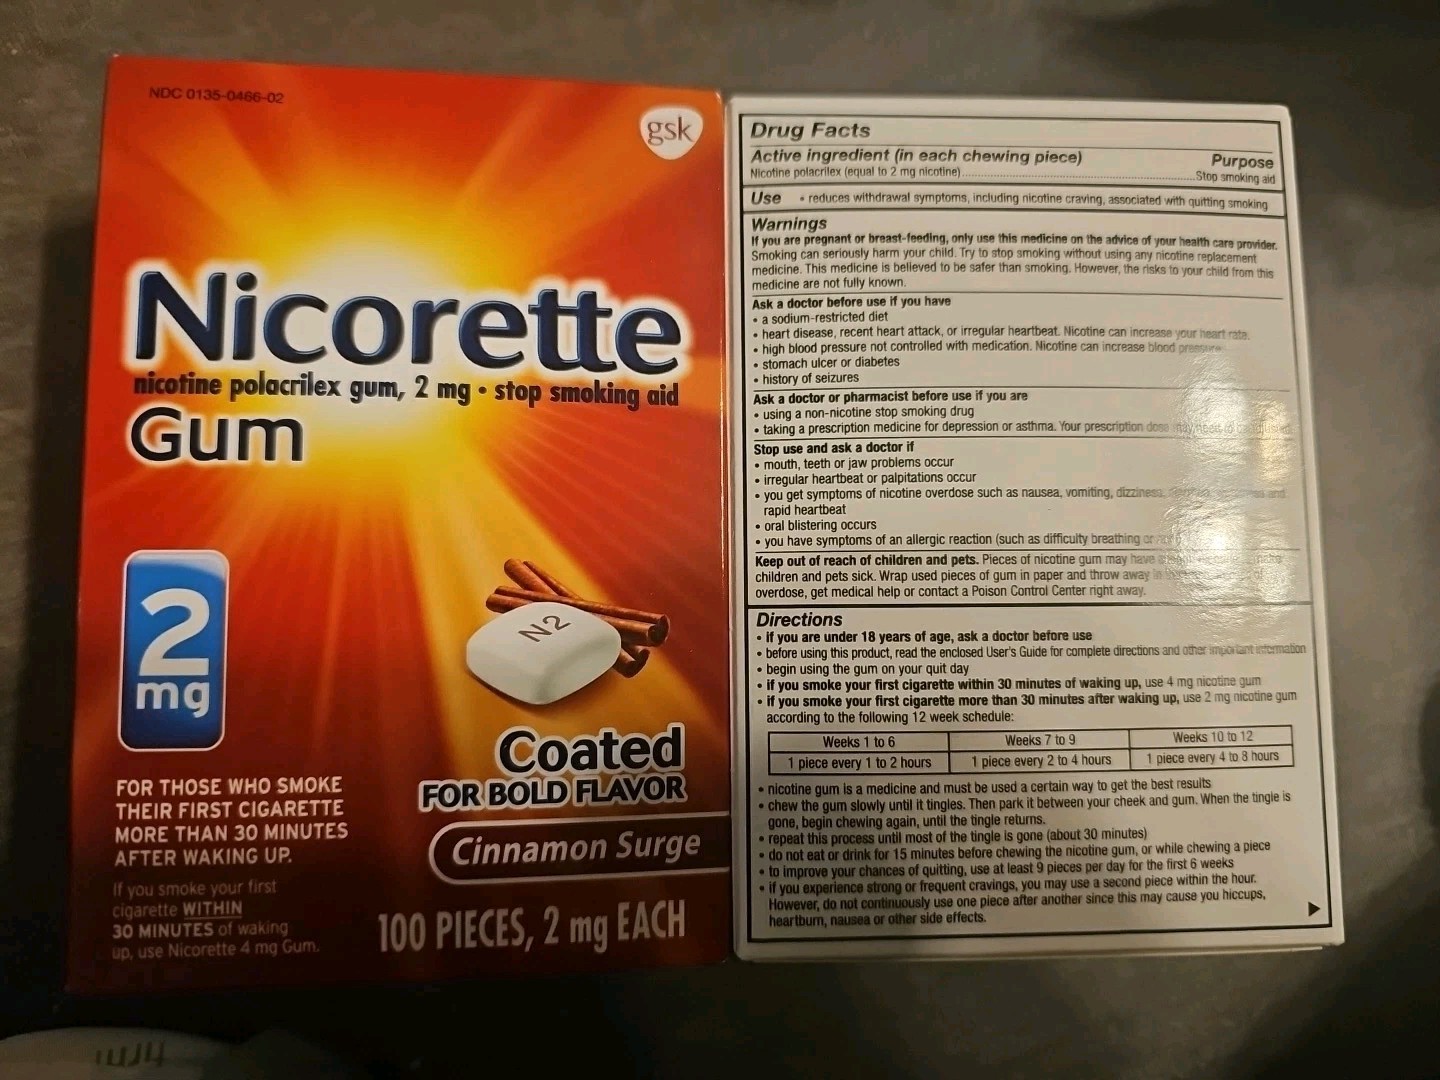 NDC 0135-0466-02
gsk
Nicorette
nicotine polacrilex gum, 2 mg • stop smoking aid
Gum
N2
2
mg
Coated
FOR BOLD FLAVOR
Cinnamon Surge
FOR THOSE WHO SMOKE
THEIR FIRST CIGARETTE
MORE THAN 30 MINUTES
AFTER WAKING UP.
If you smoke your first
cigarette WITHIN
30 MINUTES of waking
up, use Nicorette 4 mg Gum.
100 PIECES, 2 mg EACH
Drug Facts
Active ingredient (in each chewing piece) Purpose
Nicotine polacrilex (equal to 2 mg nicotine)........Stop smoking aid
Use • reduces withdrawal symptoms, including nicotine craving, associated with quitting smoking
Warnings
If you are pregnant or breast-feeding, only use this medicine on the advice of your health care provider.
Smoking can seriously harm your child. Try to stop smoking without using any nicotine replacement
medicine. This medicine is believed to be safer than smoking. However, the risks to your child from this
medicine are not fully known.
Ask a doctor before use if you have
• a sodium-restricted diet
• heart disease, recent heart attack, or irregular heartbeat. Nicotine can increase your heart rate.
• high blood pressure not controlled with medication. Nicotine can increase blood pressure.
• stomach ulcer or diabetes
• history of seizures
Ask a doctor or pharmacist before use if you are
• using a non-nicotine stop smoking drug
• taking a prescription medicine for depression or asthma. Your prescription dose may need to be adjusted.
Stop use and ask a doctor if
• mouth, teeth or jaw problems occur
• irregular heartbeat or palpitations occur
• you get symptoms of nicotine overdose such as nausea, vomiting, dizziness, and
rapid heartbeat
• oral blistering occurs
• you have symptoms of an allergic reaction (such as difficulty breathing or
Keep out of reach of children and pets. Pieces of nicotine gum may have
children and pets sick. Wrap used pieces of gum in paper and throw away in of
overdose, get medical help or contact a Poison Control Center right away.
Directions
• if you are under 18 years of age, ask a doctor before use
• before using this product, read the enclosed User's Guide for complete directions and other important information
• begin using the gum on your quit day
• if you smoke your first cigarette within 30 minutes of waking up, use 4 mg nicotine gum
• if you smoke your first cigarette more than 30 minutes after waking up, use 2 mg nicotine gum
according to the following 12 week schedule:
Weeks 1 to 6 Weeks 7 to 9 Weeks 10 to 12
1 piece every 1 to 2 hours 1 piece every 2 to 4 hours 1 piece every 4 to 8 hours
• nicotine gum is a medicine and must be used a certain way to get the best results
• chew the gum slowly until it tingles. Then park it between your cheek and gum. When the tingle is
gone, begin chewing again, until the tingle returns.
• repeat this process until most of the tingle is gone (about 30 minutes)
• do not eat or drink for 15 minutes before chewing the nicotine gum, or while chewing a piece
• to improve your chances of quitting, use at least 9 pieces per day for the first 6 weeks
• if you experience strong or frequent cravings, you may use a second piece within the hour.
However, do not continuously use one piece after another since this may cause you hiccups,
heartburn, nausea or other side effects.